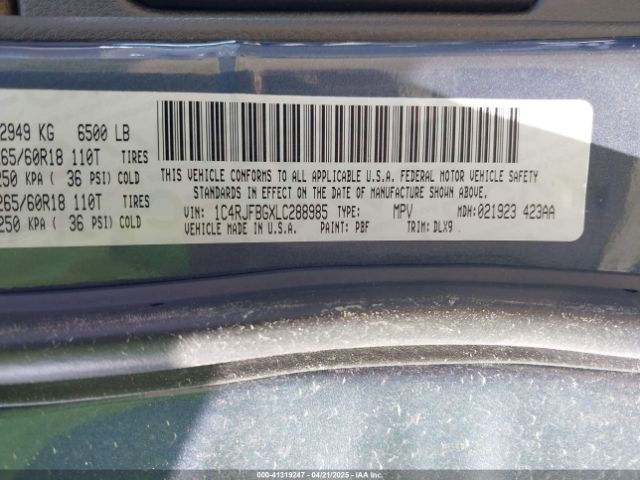 2949 KG 6500 LB
65/60R18 110T TIRES
250 KPA ( 36 PSI) COLD
265/60R18 110T TIRES
250 KPA ( 36 PSI) COLD
THIS VEHICLE CONFORMS TO ALL APPLICABLE U.S.A. FEDERAL MOTOR VEHICLE SAFETY
STANDARDS IN EFFECT ON THE DATE OF MANUFACTURE SHOWN ABOVE.
VIN: 1C4RJFBGXLC288985 TYPE: MPV MDH:021923 423AA
VEHICLE MADE IN U.S.A. PAINT: PBF TRIM: DLX9
000-41319247 - 04/21/2025 - IAAI.COM